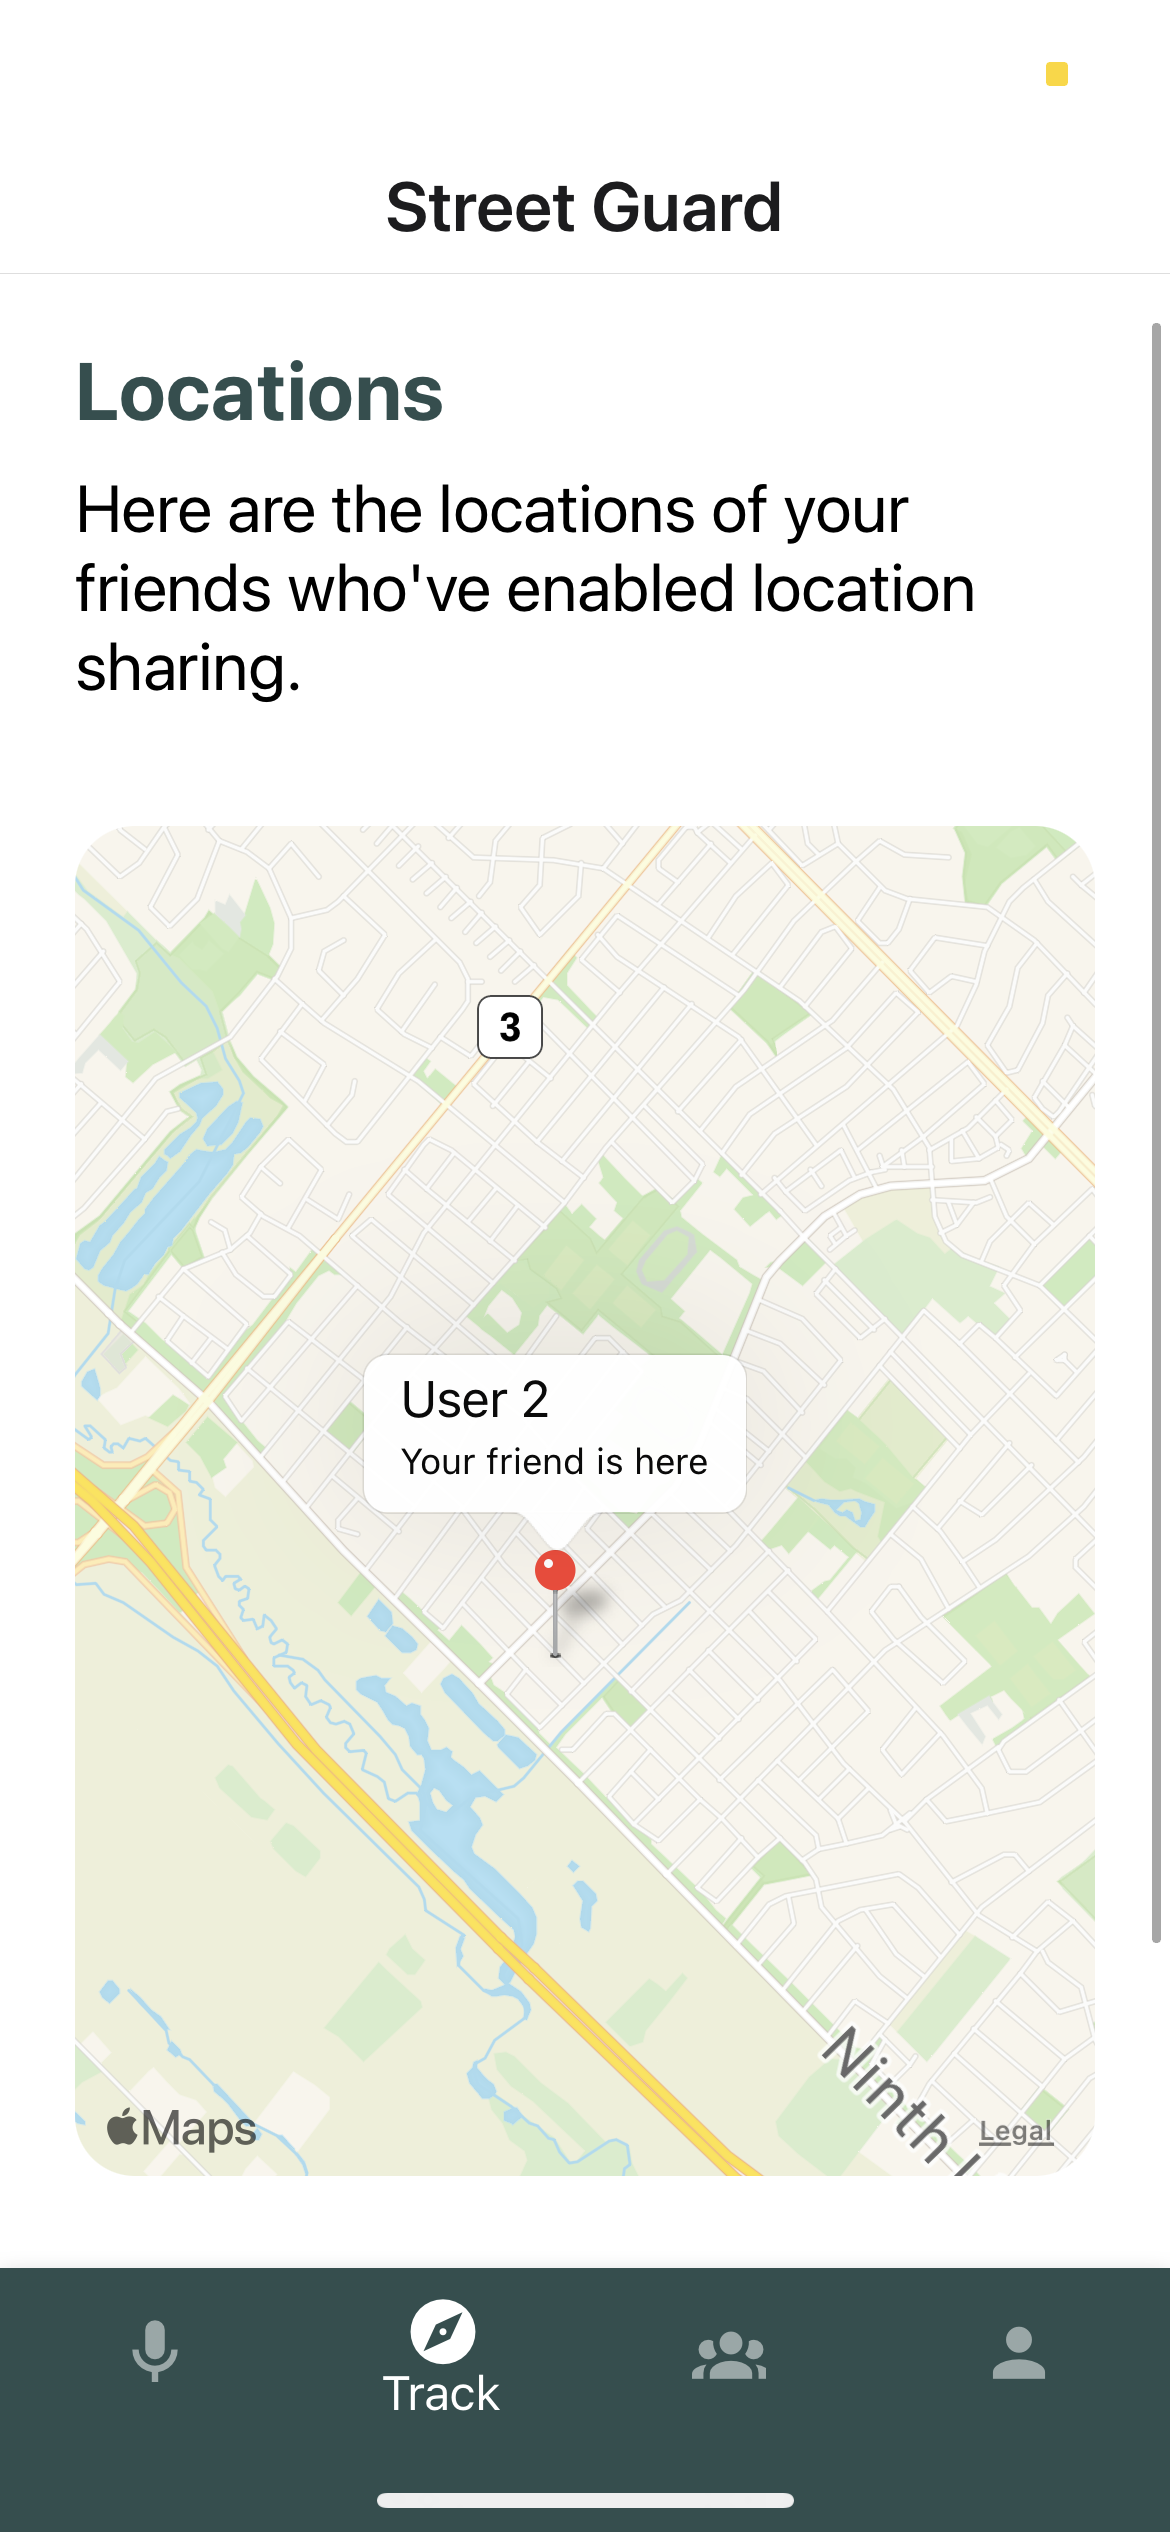 Street Guard
Locations
Here are the locations of your
friends who've enabled location
sharing.
3
User 2
Your friend is here
Ninth
Maps
Legal
Track